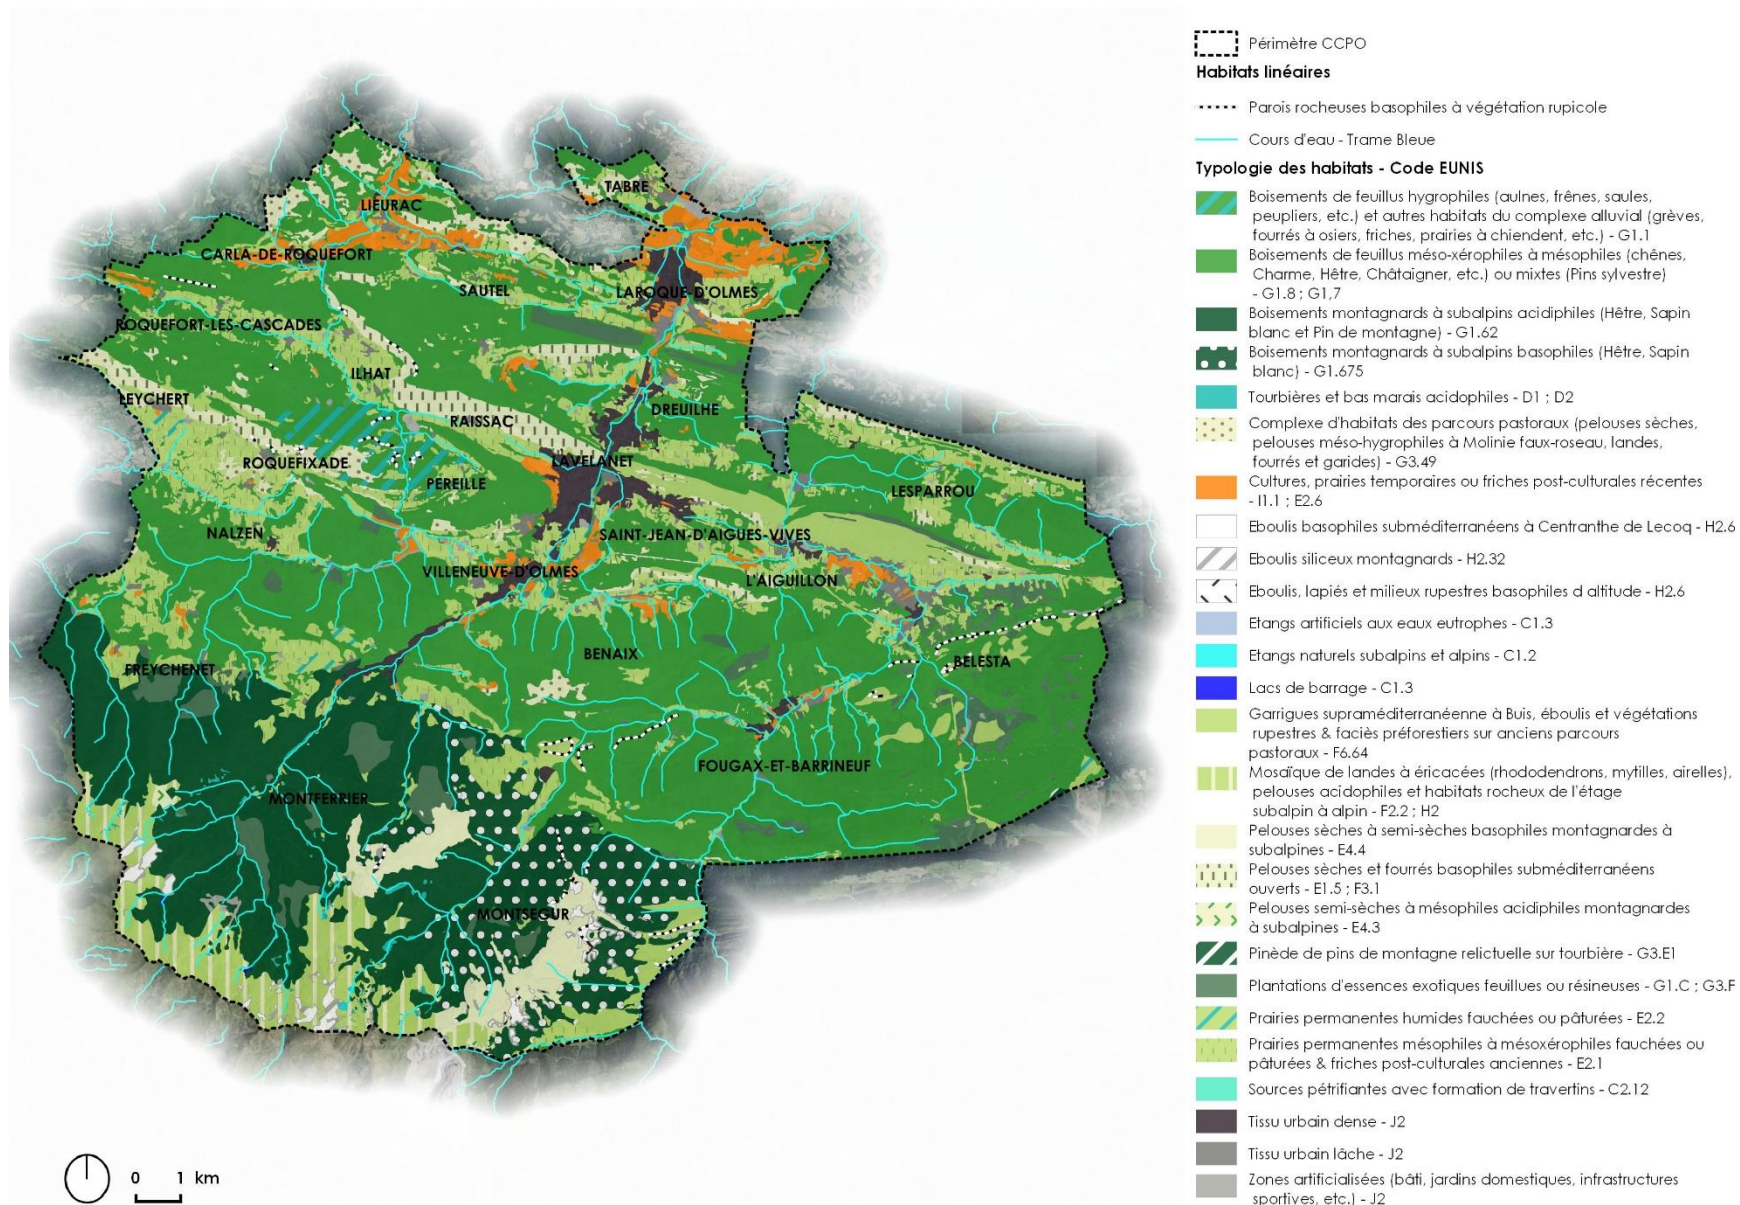 TABRE
LIEURAC
CARLA-DE-ROQUEFORT
SAUTEL
LAROQUE-D'OLMES
ROQUEFORT-LES-CASCADES
ILHAT
LEYCHERT
RAISSAC
DREUILHE
ROQUEFIXADE
LAVELANET
PEREILLE
LESPARROU
NALZEN
SAINT-JEAN-D'AIGUES-VIVES
VILLENEUVE-D'OLMES
L'AIGUILLON
BENAIX
BELESTA
FREYCHENET
FOUGAX-ET-BARRINEUF
MONTFERRIER
MONTSEGUR
0 1 km
Périmètre CCPO
Habitats linéaires
Parois rocheuses basophiles à végétation rupicole
Cours d'eau - Trame Bleue
Typologie des habitats - Code EUNIS
Boisements de feuillus hygrophiles (aulnes, frênes, saules,
peupliers, etc.) et autres habitats du complexe alluvial (grèves,
fourrés à osiers, friches, prairies à chiendent, etc.) - G1.1
Boisements de feuillus méso-xérophiles à mésophiles (chênes,
Charme, Hêtre, Châtaigner, etc.) ou mixtes (Pins sylvestre)
- G1.8 ; G1,7
Boisements montagnards à subalpins acidiphiles (Hêtre, Sapin
blanc et Pin de montagne) - G1.62
Boisements montagnards à subalpins basophiles (Hêtre, Sapin
blanc) - G1.675
Tourbières et bas marais acidophiles - D1 ; D2
Complexe d'habitats des parcours pastoraux (pelouses sèches,
pelouses méso-hygrophiles à Molinie faux-roseau, landes,
fourrés et garides) - G3.49
Cultures, prairies temporaires ou friches post-culturales récentes
- I1.1 ; E2.6
Eboulis basophiles subméditerranéens à Centranthe de Lecoq - H2.6
Eboulis siliceux montagnards - H2.32
Eboulis, lapiés et milieux rupestres basophiles d altitude - H2.6
Etangs artificiels aux eaux eutrophes - C1.3
Etangs naturels subalpins et alpins - C1.2
Lacs de barrage - C1.3
Garrigues supraméditerranéenne à Buis, éboulis et végétations
rupestres & faciès préforestiers sur anciens parcours
pastoraux - F6.64
Mosaïque de landes à éricacées (rhododendrons, mytilles, airelles),
pelouses acidophiles et habitats rocheux de l'étage
subalpin à alpin - F2.2 ; H2
Pelouses sèches à semi-sèches basophiles montagnardes à
subalpines - E4.4
Pelouses sèches et fourrés basophiles subméditerranéens
ouverts - E1.5 ; F3.1
Pelouses semi-sèches à mésophiles acidiphiles montagnardes
à subalpines - E4.3
Pinède de pins de montagne relictuelle sur tourbière - G3.E1
Plantations d'essences exotiques feuillues ou résineuses - G1.C ; G3.F
Prairies permanentes humides fauchées ou pâturées - E2.2
Prairies permanentes mésophiles à mésoxérophiles fauchées ou
pâturées & friches post-culturales anciennes - E2.1
Sources pétrifiantes avec formation de travertins - C2.12
Tissu urbain dense - J2
Tissu urbain lâche - J2
Zones artificialisées (bâti, jardins domestiques, infrastructures
sportives, etc.) - J2